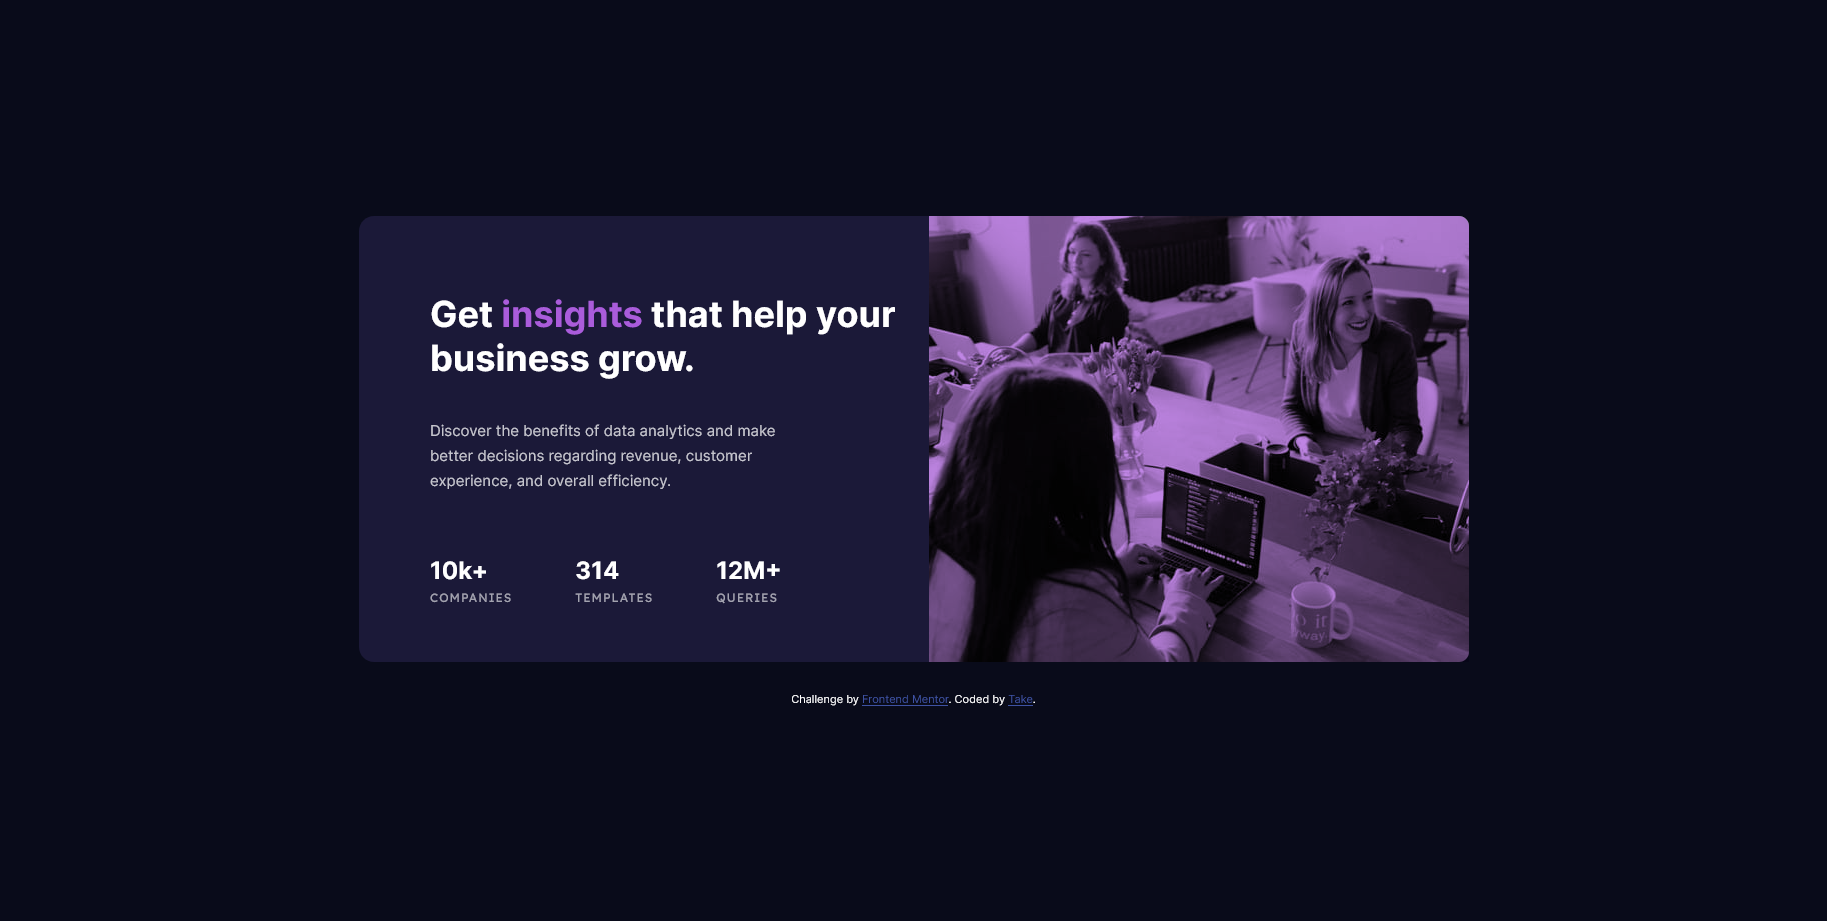 Get insights that help your
business grow.
Discover the benefits of data analytics and make
better decisions regarding revenue, customer
experience, and overall efficiency.
10k+
COMPANIES
314
TEMPLATES
12M+
QUERIES
Challenge by Frontend Mentor. Coded by Take.